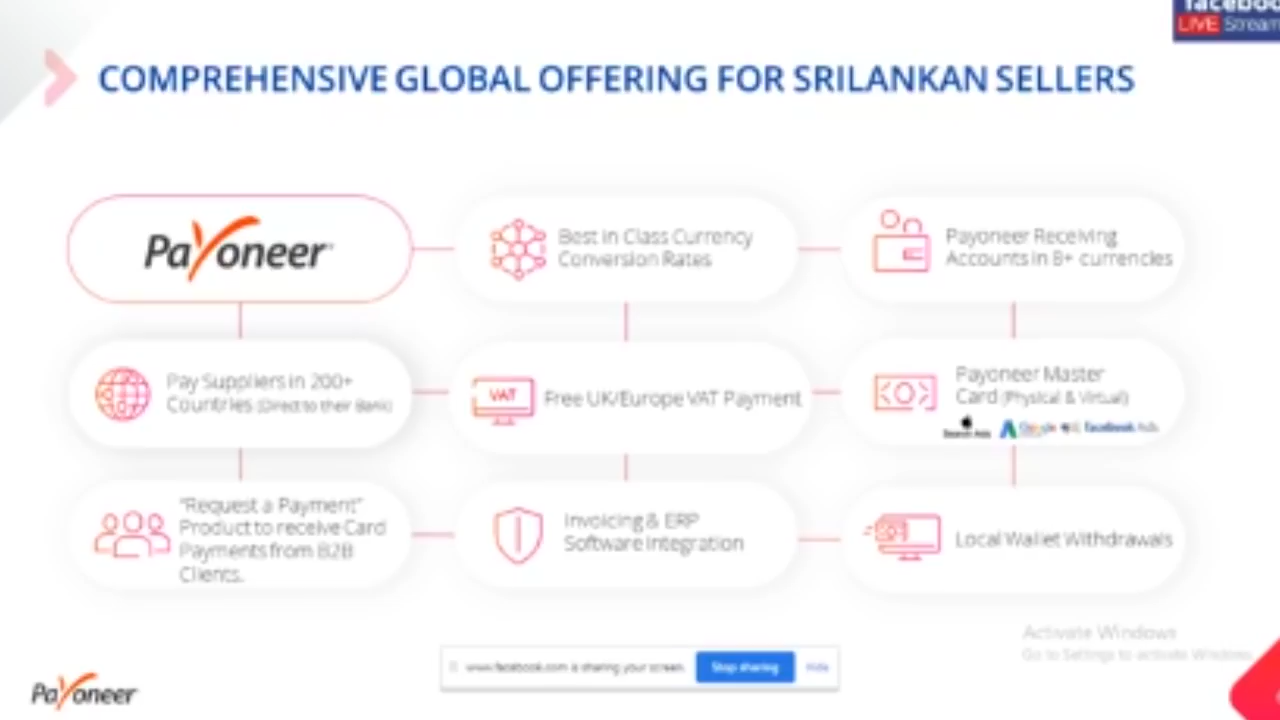 facebook
LIVE Stream
COMPREHENSIVE GLOBAL OFFERING FOR SRILANKAN SELLERS
Payoneer
Best in Class Currency
Conversion Rates
Payoneer Receiving
Accounts in 8+ currencies
Pay Suppliers in 200+
Countries (Direct to their Bank)
VAT
Free UK/Europe VAT Payment
Payoneer Master
Card (Physical & Virtual)
Search Ads Google facebook Ads
"Request a Payment"
Product to receive Card
Payments from B2B
Clients.
Invoicing & ERP
Software Integration
Local Wallet Withdrawals
Activate Windows
Go to Settings to activate Windows.
www.facebook.com is sharing your screen. Stop sharing Hide
Payoneer